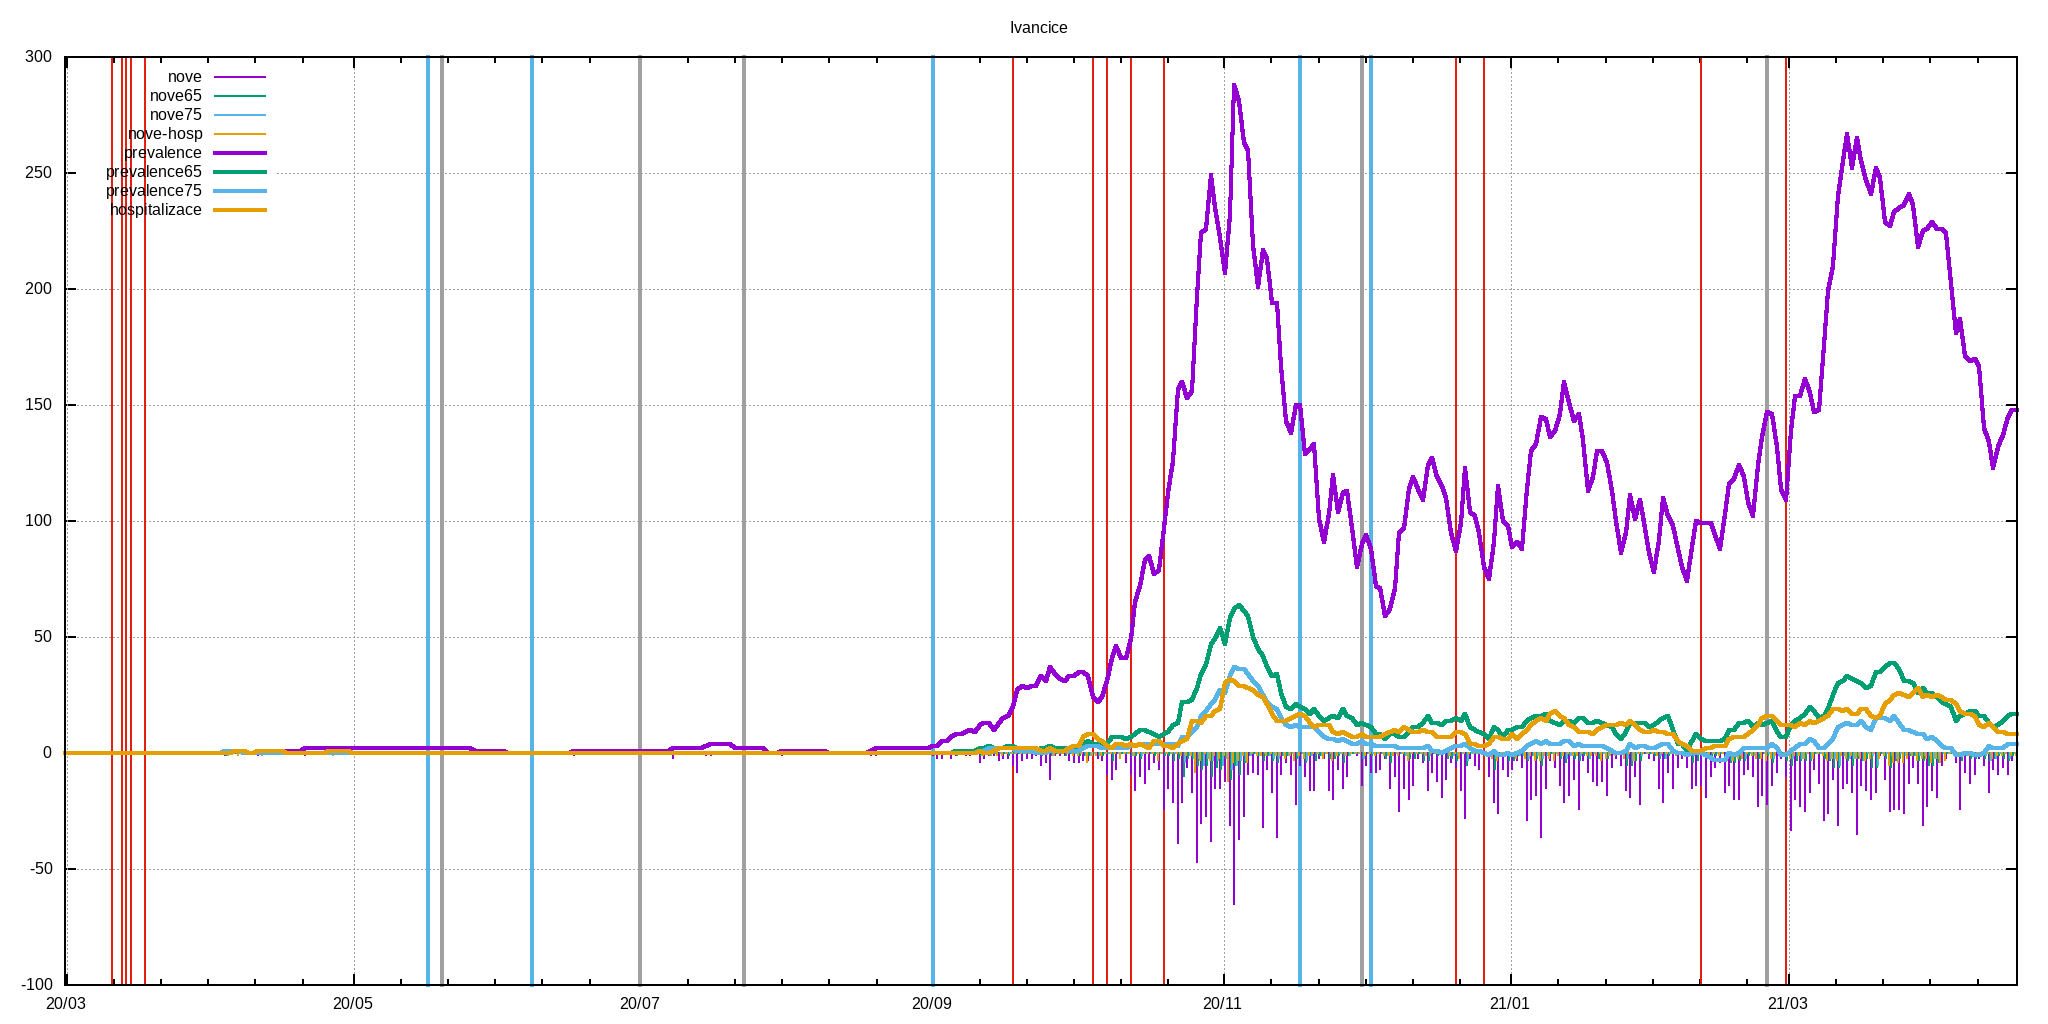 Ivancice
300
250
200
150
100
50
0
-50
-100
nove
nove65
nove75
nove-hosp
prevalence
prevalence65
prevalence75
hospitalizace
20/03 20/05 20/07 20/09 20/11 21/01 21/03